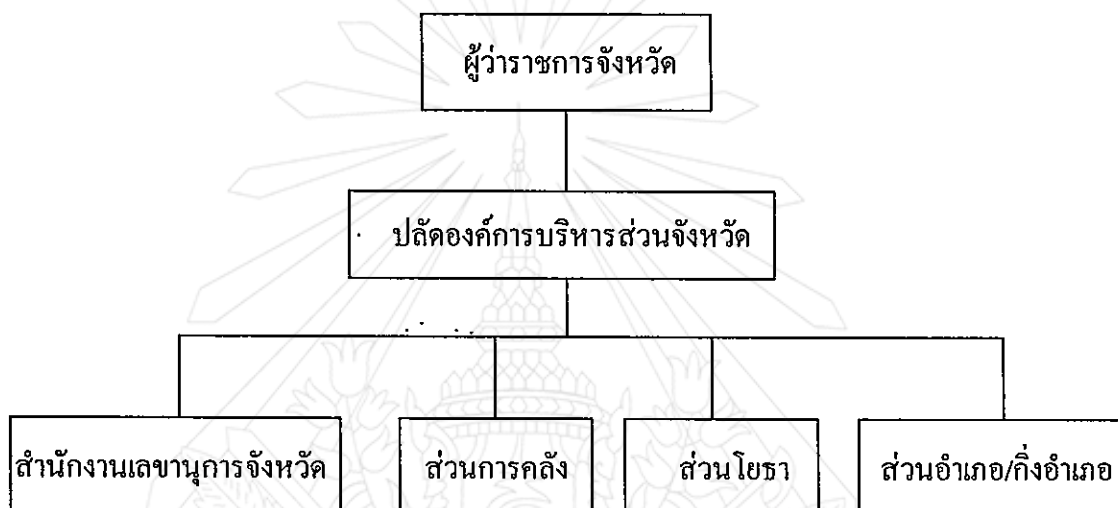 ผู้ว่าราชการจังหวัด
ปลัดองค์การบริหารส่วนจังหวัด
สำนักงานเลขานุการจังหวัด
ส่วนการคลัง
ส่วนโยธา
ส่วนอำเภอ/กิ่งอำเภอ